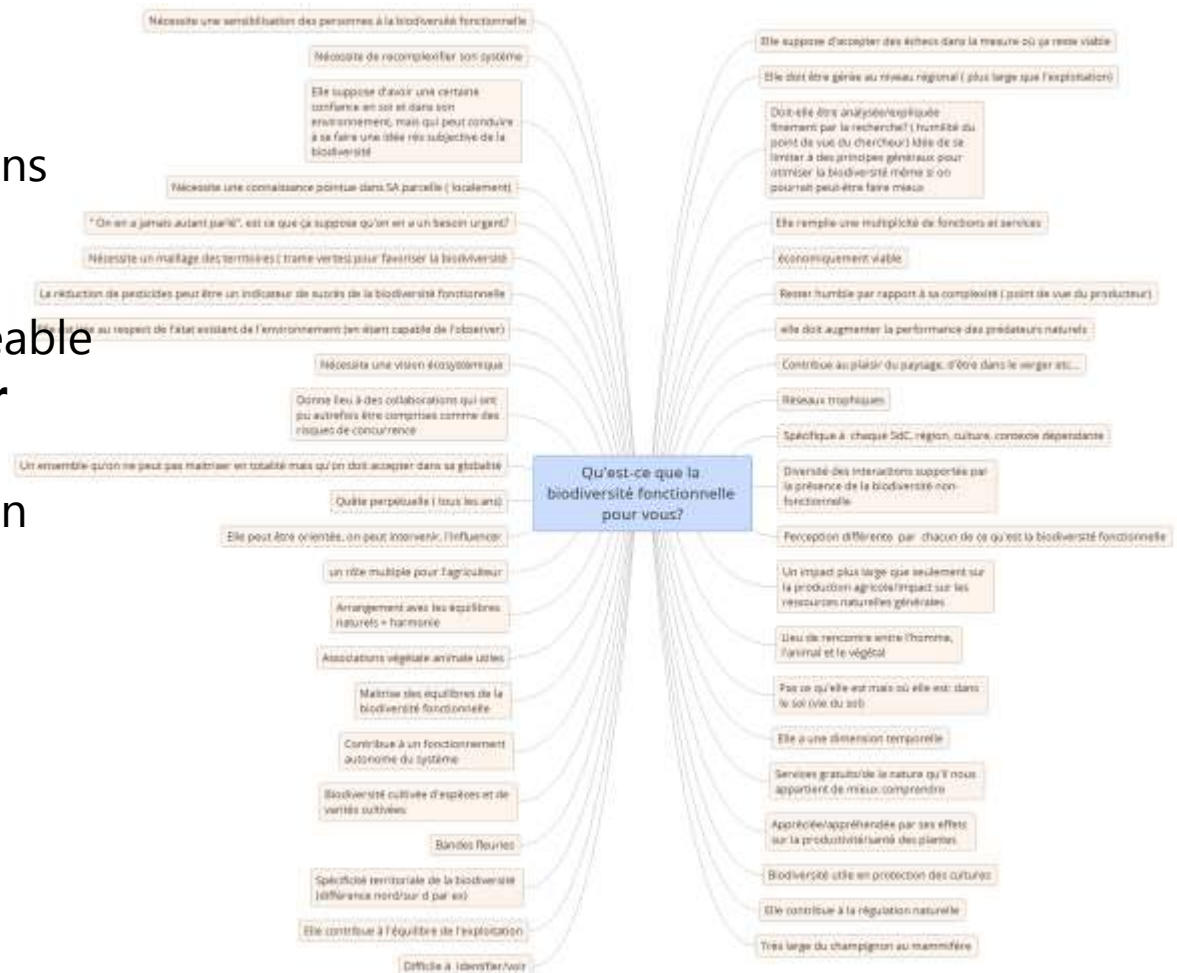 ns
eable
r
n
Nécessite une sensibilisation des personnes à la biodiversité fonctionnelle
Nécessite de recomplexifier son système
Elle suppose d'avoir une certaine
confiance en soi et dans son
environnement, mais qui peut conduire
à se faire une idée rès subjective de la
biodiversité
Nécessite une connaissance pointue dans SA parcelle ( localement)
" On en a jamais autant parlé", est ce que ça suppose qu'on en a un besoin urgent?
Nécessite un maillage des territoires ( trame vertes) pour favoriser la biodiversité
La réduction de pesticides peut être un indicateur de succès de la biodiversité fonctionnelle
au respect de l'état existant de l'environnement (en étant capable de l'observer)
Nécessite une vision écosystémique
Donne lieu à des collaborations qui ont
pu autrefois être comprises comme des
risques de concurrence
Un ensemble qu'on ne peut pas maitriser en totalité mais qu'on doit accepter dans sa globalité
Quête perpétuelle ( tous les ans)
Elle peut être orientée, on peut intervenir, l'influencer
un rôle multiple pour l'agriculteur
Arrangement avec les équilibres
naturels = harmonie
Associations végétale animale utiles
Maitrise des équilibres de la
biodiversité fonctionnelle
Contribue à un fonctionnement
autonome du système
Biodiversité cultivée d'espèces et de
variétés cultivées
Bandes fleuries
Spécificité territoriale de la biodiversité
(différence nord/sur d par ex)
Elle contribue à l'équilibre de l'exploitation
Difficile à identifier/voir
Qu'est-ce que la
biodiversité fonctionnelle
pour vous?
Elle suppose d'accepter des échecs dans la mesure où ça reste viable
Elle doit être gérée au niveau régional ( plus large que l'exploitation)
Doit-elle être analysée/expliquée
finement par la recherche? ( humilité du
point de vue du chercheur) Idée de se
limiter à des principes généraux pour
otimiser la biodiversité même si on
pourrait peut-être faire mieux
Elle remplie une multiplicité de fonctions et services
économiquement viable
Rester humble par rapport à sa complexité ( point de vue du producteur)
elle doit augmenter la performance des prédateurs naturels
Contribue au plaisir du paysage, d'être dans le verger etc...
Réseaux trophiques
Spécifique à chaque SdC, région, culture, contexte dépendante
Diversité des interactions supportée par
la présence de la biodiversité non-
fonctionnelle
Perception différente par chacun de ce qu'est la biodiversité fonctionnelle
Un impact plus large que seulement sur
la production agricole/impact sur les
ressources naturelles générales
Lieu de rencontre entre l'homme,
l'animal et le végétal
Pas ce qu'elle est mais où elle est: dans
le sol (vie du sol)
Elle a une dimension temporelle
Services gratuits/de la nature qu'il nous
appartient de mieux comprendre
Appréciée/appréhendée par ses effets
sur la productivité/santé des plantes
Biodiversité utile en protection des cultures
Elle contribue à la régulation naturelle
Très large du champignon au mammifère